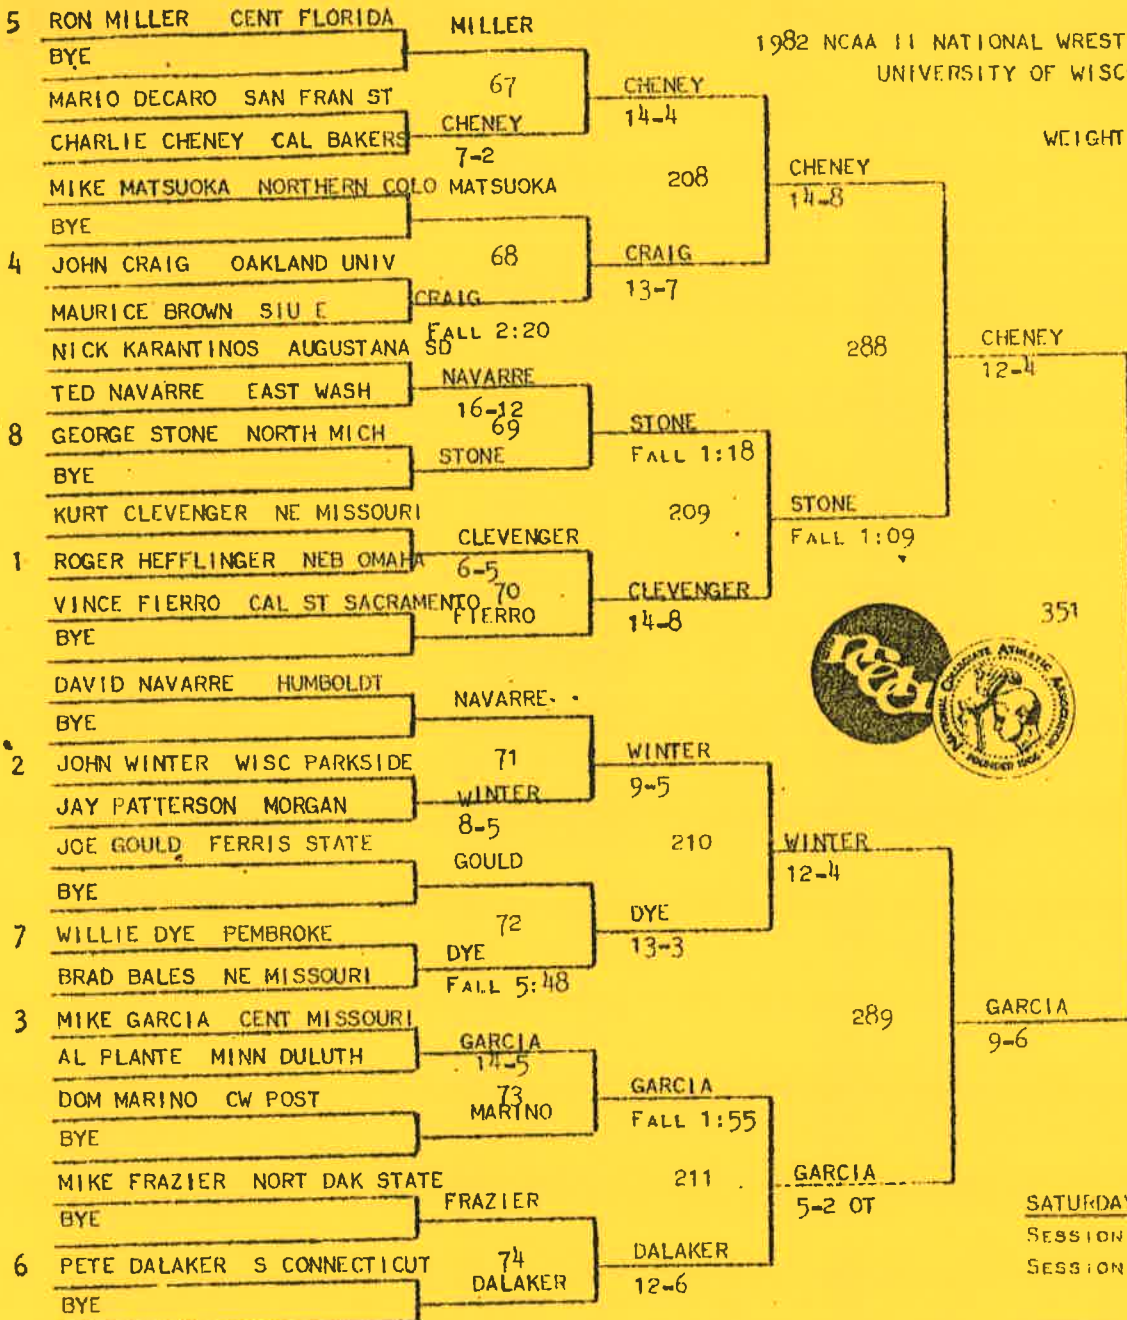 5 RON MILLER CENT FLORIDA MILLER
BYE
1982 NCAA II NATIONAL WREST
UNIVERSITY OF WISC
WEIGHT
MARIO DECARO SAN FRAN ST 67 CHENEY
CHARLIE CHENEY CAL BAKERS CHENEY 14-4
7-2
MIKE MATSUOKA NORTHERN COLO MATSUOKA 208 CHENEY
BYE 14-8
4 JOHN CRAIG OAKLAND UNIV 68 CRAIG
MAURICE BROWN SIU E CRAIG 13-7
FALL 2:20
NICK KARANTINOS AUGUSTANA SD 288 CHENEY
TED NAVARRE EAST WASH NAVARRE 12-4
16-12
8 GEORGE STONE NORTH MICH 69 STONE
BYE STONE FALL 1:18
KURT CLEVENGER NE MISSOURI 209 STONE
CLEVENGER FALL 1:09
1 ROGER HEFFLINGER NEB OMAHA 6-5
VINCE FIERRO CAL ST SACRAMENTO 70 CLEVENGER
BYE FIERRO 14-8
351
ncaa
NATIONAL COLLEGIATE ATHLETIC ASSOCIATION
FOUNDED 1906
DAVID NAVARRE HUMBOLDT NAVARRE
BYE
2 JOHN WINTER WISC PARKSIDE 71 WINTER
JAY PATTERSON MORGAN WINTER 9-5
8-5
JOE GOULD FERRIS STATE GOULD 210 WINTER
BYE 12-4
7 WILLIE DYE PEMBROKE 72 DYE
BRAD BALES NE MISSOURI DYE 13-3
FALL 5:48
3 MIKE GARCIA CENT MISSOURI 289 GARCIA
AL PLANTE MINN DULUTH GARCIA 9-6
14-5
DOM MARINO CW POST 73 GARCIA
BYE MARINO FALL 1:55
MIKE FRAZIER NORT DAK STATE 211 GARCIA
BYE FRAZIER 5-2 OT
6 PETE DALAKER S CONNECTICUT 74 DALAKER
BYE DALAKER 12-6
SATURDAY
SESSION
SESSION